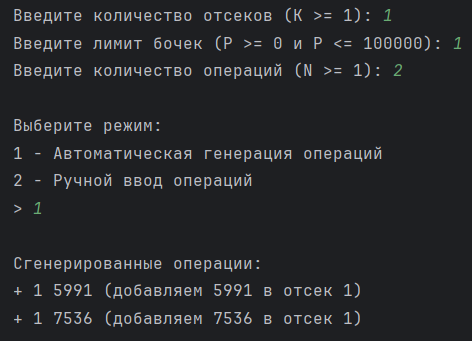 Введите количество отсеков (K >= 1): 1
Введите лимит бочек (P >= 0 и P <= 100000): 1
Введите количество операций (N >= 1): 2
Выберите режим:
1 - Автоматическая генерация операций
2 - Ручной ввод операций
> 1
Сгенерированные операции:
+ 1 5991 (добавляем 5991 в отсек 1)
+ 1 7536 (добавляем 7536 в отсек 1)